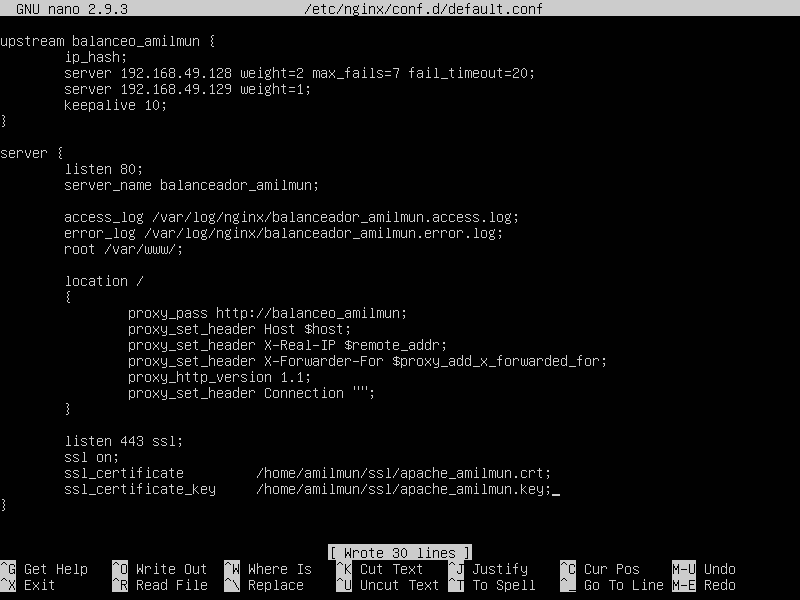 GNU nano 2.9.3 /etc/nginx/conf.d/default.conf
upstream balanceo_amilmun {
ip_hash;
server 192.168.49.128 weight=2 max_fails=7 fail_timeout=20;
server 192.168.49.129 weight=1;
keepalive 10;
}
server {
listen 80;
server_name balanceador_amilmun;
access_log /var/log/nginx/balanceador_amilmun.access.log;
error_log /var/log/nginx/balanceador_amilmun.error.log;
root /var/www/;
location /
{
proxy_pass http://balanceo_amilmun;
proxy_set_header Host $host;
proxy_set_header X-Real-IP $remote_addr;
proxy_set_header X-Forwarder-For $proxy_add_x_forwarded_for;
proxy_http_version 1.1;
proxy_set_header Connection "";
}
listen 443 ssl;
ssl on;
ssl_certificate /home/amilmun/ssl/apache_amilmun.crt;
ssl_certificate_key /home/amilmun/ssl/apache_amilmun.key;_
}
[ Wrote 30 lines ]
^G Get Help ^O Write Out ^W Where Is ^K Cut Text ^J Justify ^C Cur Pos M-U Undo
^X Exit ^R Read File ^\ Replace ^U Uncut Text ^T To Spell ^_ Go To Line M-E Redo